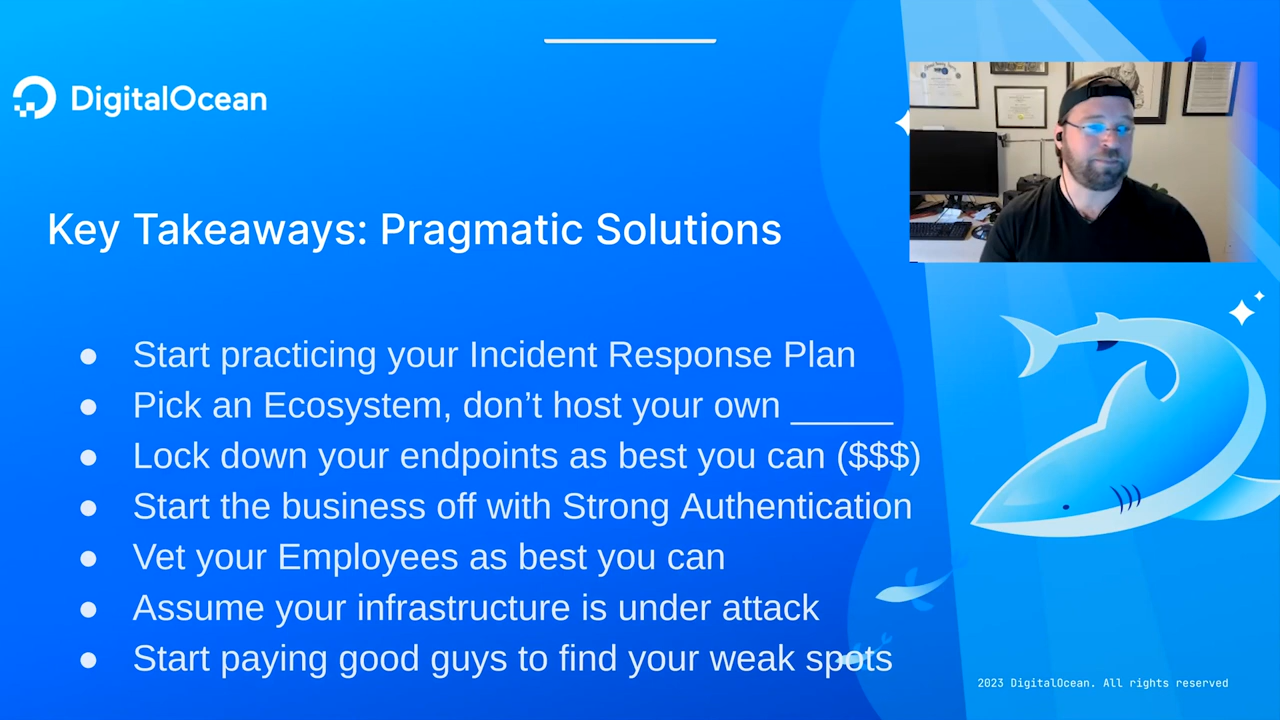 DigitalOcean
Key Takeaways: Pragmatic Solutions
● Start practicing your Incident Response Plan
● Pick an Ecosystem, don’t host your own _____
● Lock down your endpoints as best you can ($$$)
● Start the business off with Strong Authentication
● Vet your Employees as best you can
● Assume your infrastructure is under attack
● Start paying good guys to find your weak spots
2023 DigitalOcean. All rights reserved